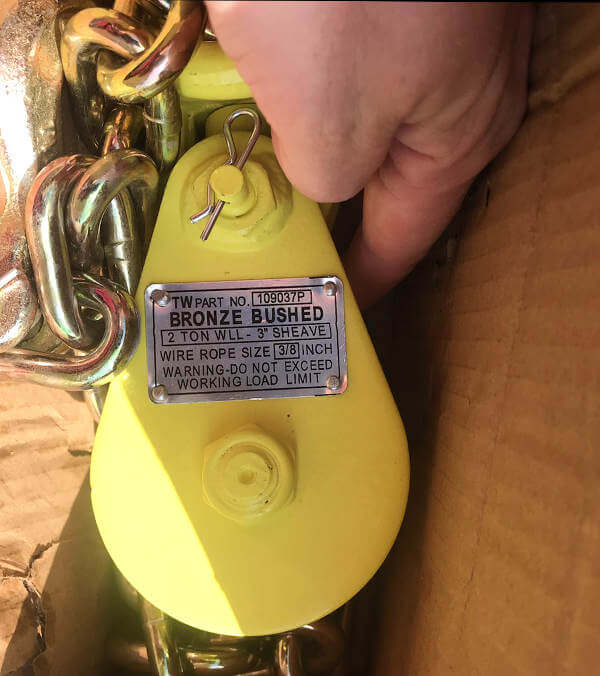 TW PART NO. 109037P
BRONZE BUSHED
2 TON WLL - 3" SHEAVE
WIRE ROPE SIZE 3/8 INCH
WARNING-DO NOT EXCEED
WORKING LOAD LIMIT